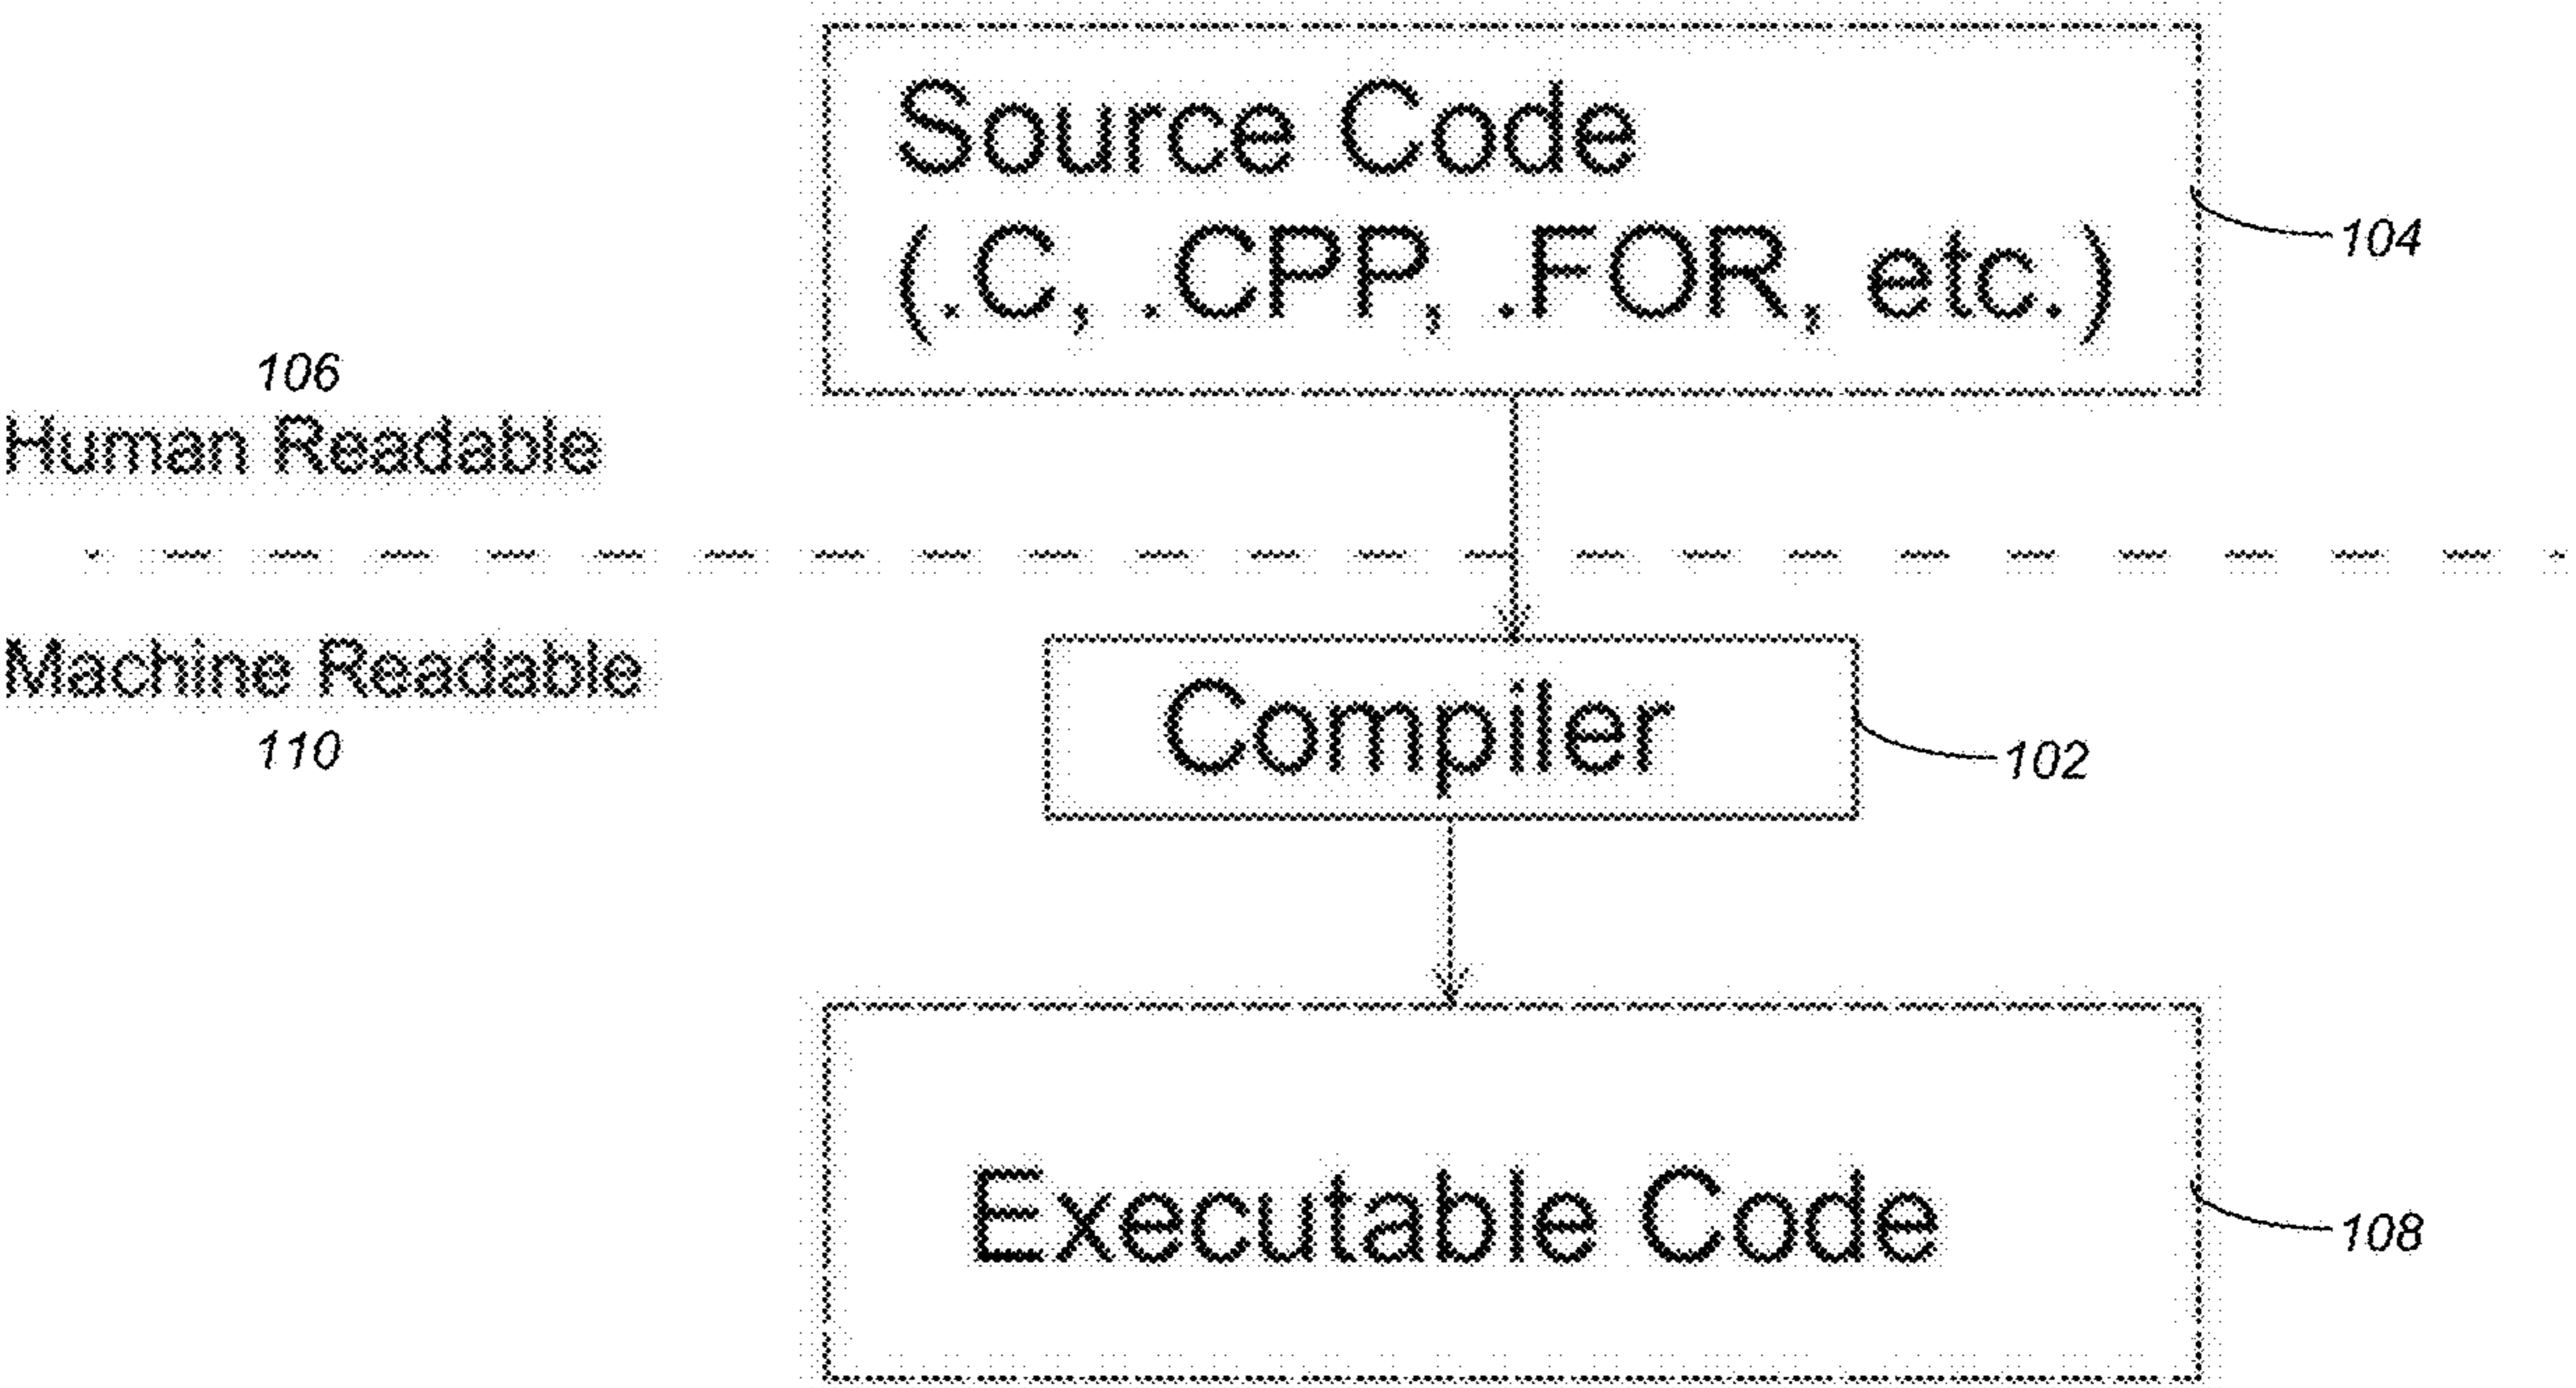 Source Code
(.C, .CPP, .FOR, etc.)
104
106
Human Readable
Machine Readable
110
Compiler
102
Executable Code
108